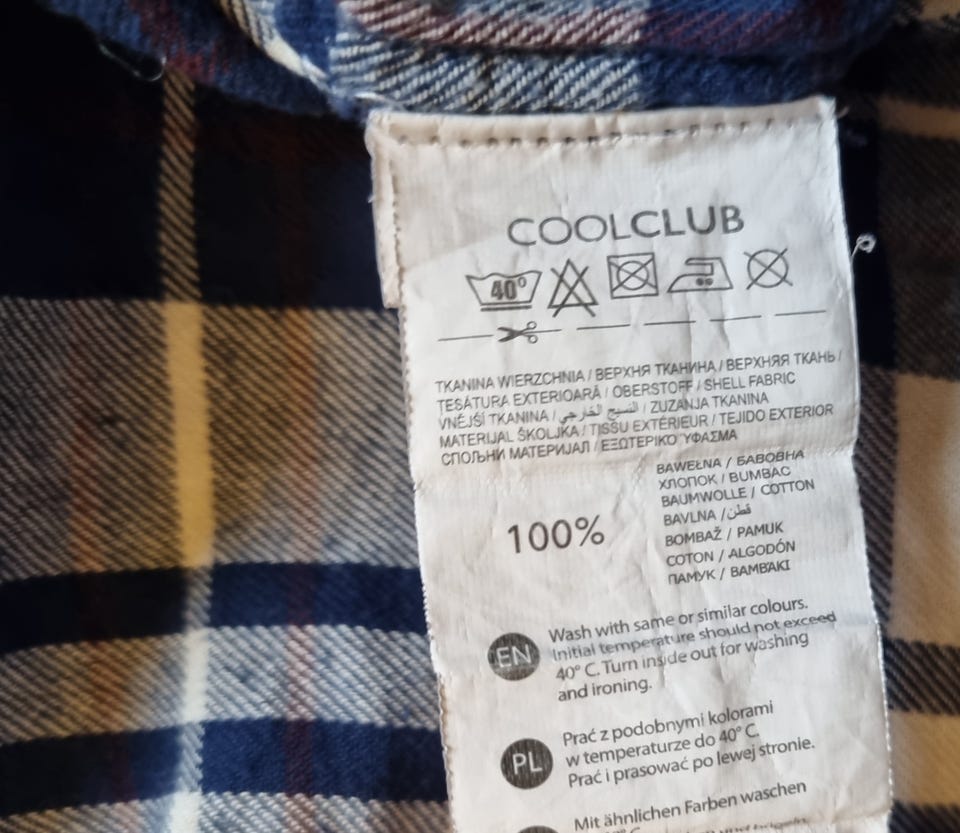 COOLCLUB
40°
TKANINA WIERZCHNIA / ВЕРХНЯ ТКАНИНА / ВЕРХНЯЯ ТКАНЬ /
TESĂTURA EXTERIOARĂ / OBERSTOFF / SHELL FABRIC
VNĚJŠÍ TKANINA / النسيج الخارجي / ZUZANJA TKANINA
MATERIJAL ŠKOLJKA / TISSU EXTÉRIEUR / TEJIDO EXTERIOR
СПОЉНИ МАТЕРИЈАЛ / ΕΞΩΤΕΡΙΚΟ ΎΦΑΣΜΑ
100%
BAWEŁNA / БАВОВНА
ХЛОПОК / BUMBAC
BAUMWOLLE / COTTON
BAVLNA / قطن
BOMBAŽ / PAMUK
COTON / ALGODÓN
ПАМУК / ΒΑΜΒΆΚΙ
EN
Wash with same or similar colours.
Initial temperature should not exceed
40° C. Turn inside out for washing
and ironing.
PL
Prać z podobnymi kolorami
w temperaturze do 40° C.
Prać i prasować po lewej stronie.
Mit ähnlichen Farben waschen